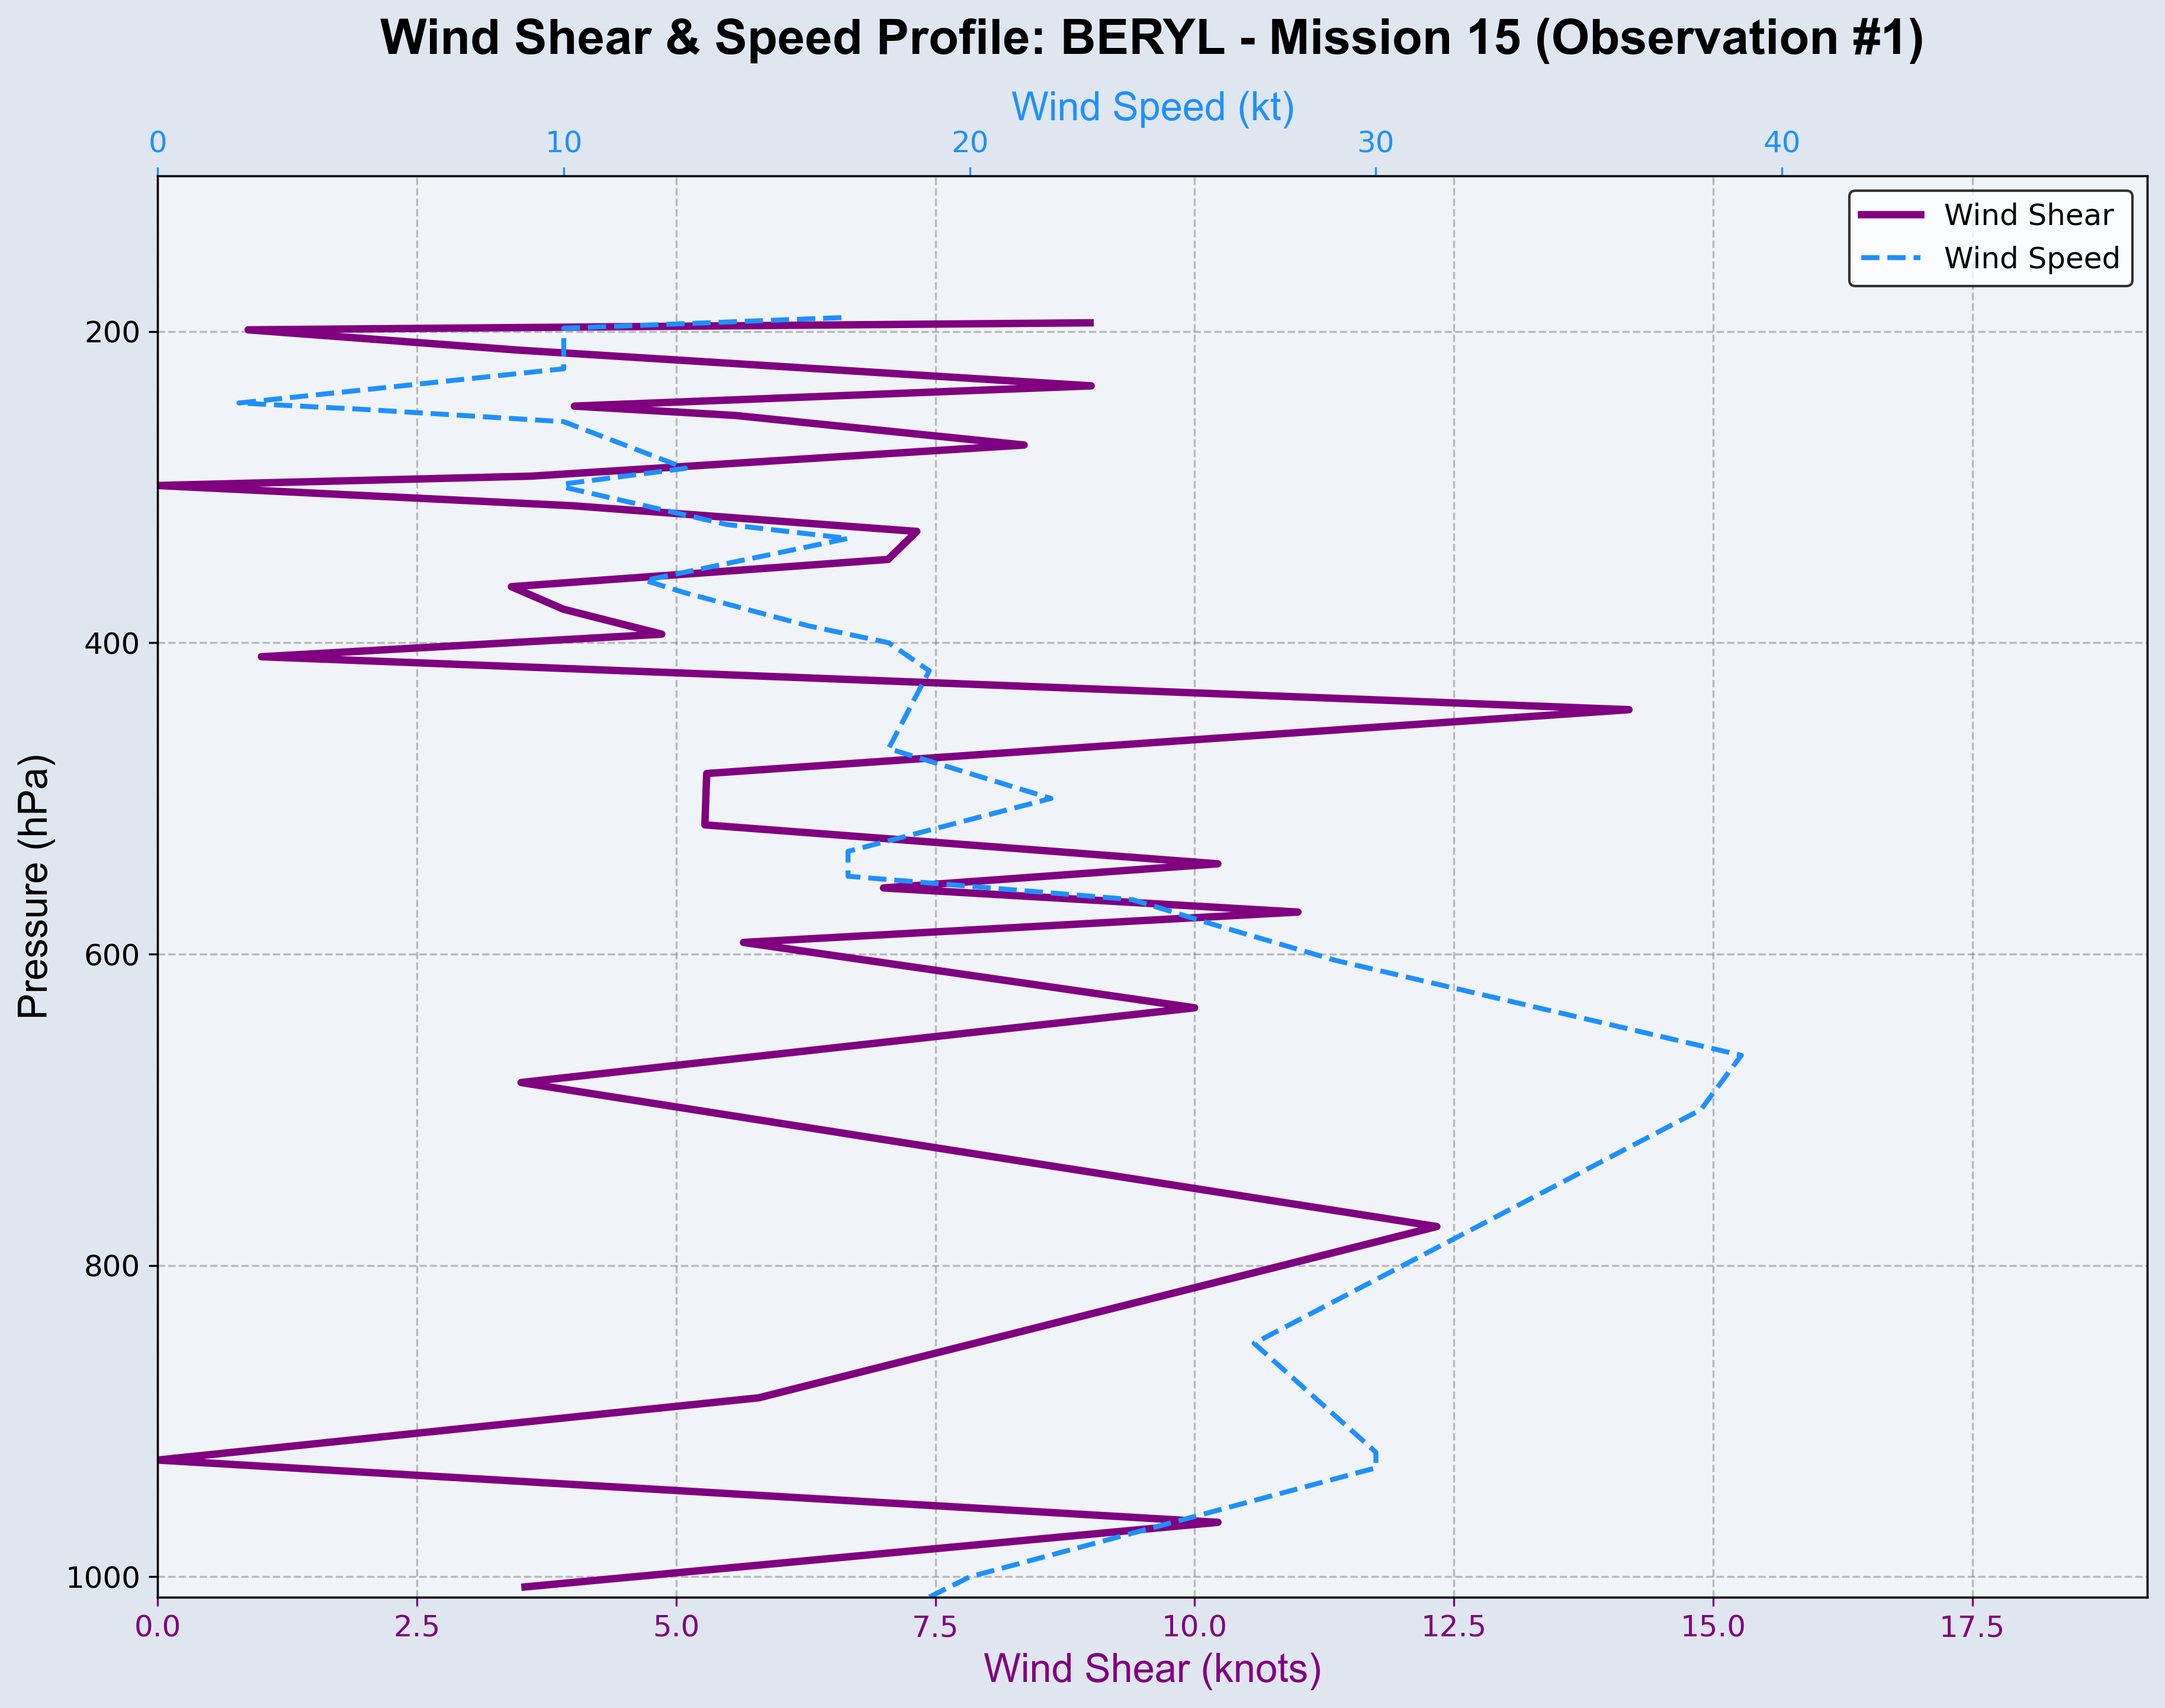 Wind Shear & Speed Profile: BERYL - Mission 15 (Observation #1)
Wind Speed (kt)
0 10 20 30 40
Wind Shear
Wind Speed
Pressure (hPa)
200
400
600
800
1000
0.0 2.5 5.0 7.5 10.0 12.5 15.0 17.5
Wind Shear (knots)